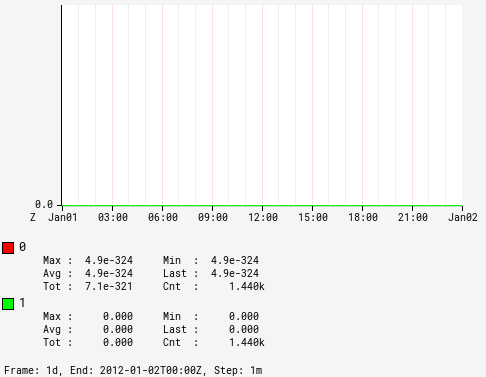 0.0
Z Jan01 03:00 06:00 09:00 12:00 15:00 18:00 21:00 Jan02
0
Max : 4.9e-324 Min : 4.9e-324
Avg : 4.9e-324 Last : 4.9e-324
Tot : 7.1e-321 Cnt : 1.440k
1
Max : 0.000 Min : 0.000
Avg : 0.000 Last : 0.000
Tot : 0.000 Cnt : 1.440k
Frame: 1d, End: 2012-01-02T00:00Z, Step: 1m